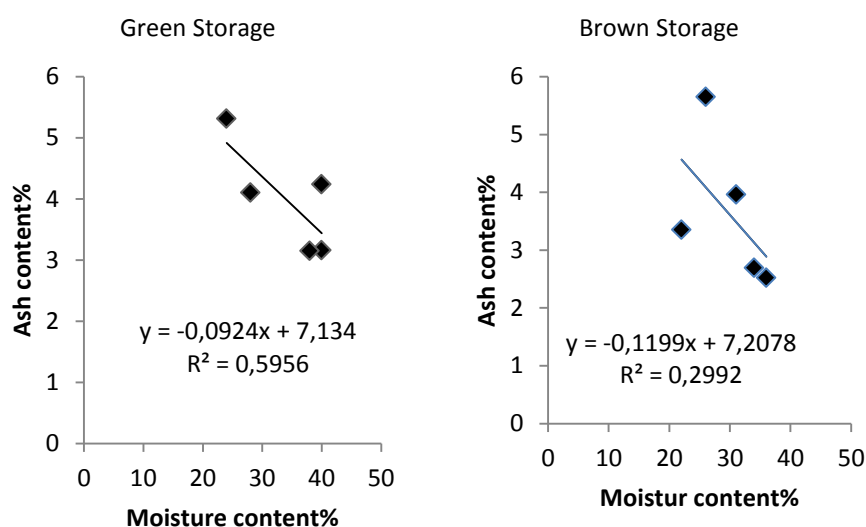 Green Storage
Ash content%
6
5
4
3
2
1
0
y = -0,0924x + 7,134
R² = 0,5956
0 10 20 30 40 50
Moisture content%
Brown Storage
Ash content%
6
5
4
3
2
1
0
y = -0,1199x + 7,2078
R² = 0,2992
0 10 20 30 40 50
Moistur content%